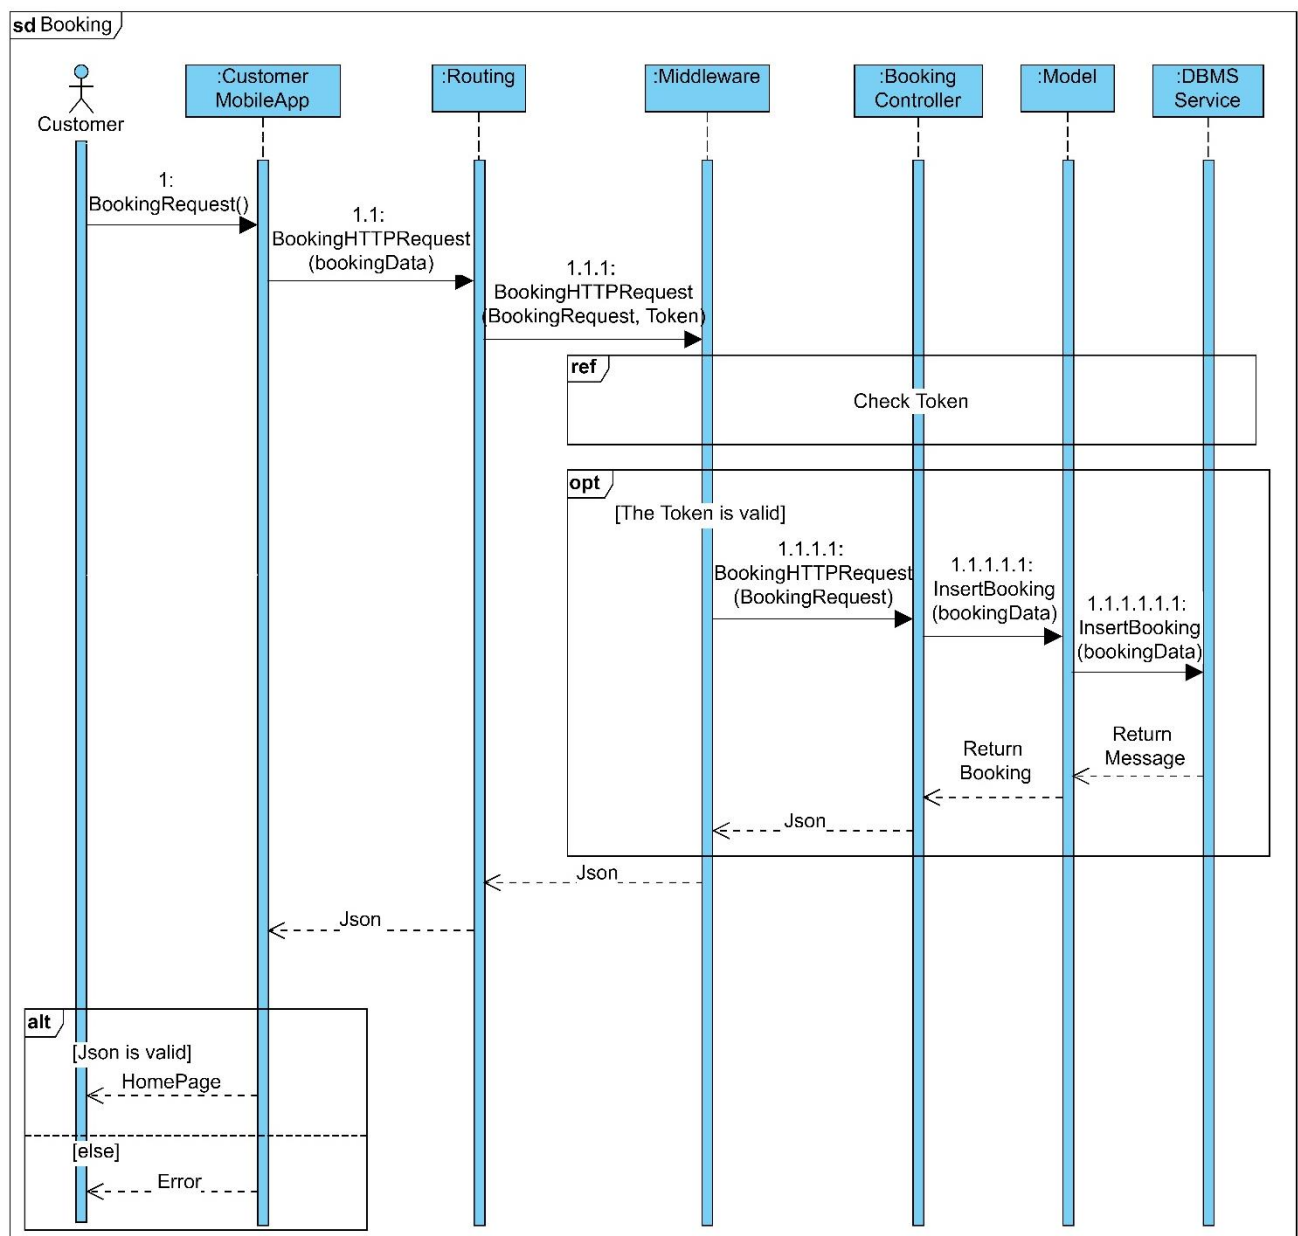 sd Booking
Customer
:Customer
MobileApp
:Routing
:Middleware
:Booking
Controller
:Model
:DBMS
Service
1:
BookingRequest()
1.1:
BookingHTTPRequest
(bookingData)
1.1.1:
BookingHTTPRequest
(BookingRequest, Token)
ref
Check Token
opt
[The Token is valid]
1.1.1.1:
BookingHTTPRequest
(BookingRequest)
1.1.1.1.1:
InsertBooking
(bookingData)
1.1.1.1.1.1:
InsertBooking
(bookingData)
Return
Message
Return
Booking
Json
Json
Json
alt
[Json is valid]
HomePage
[else]
Error